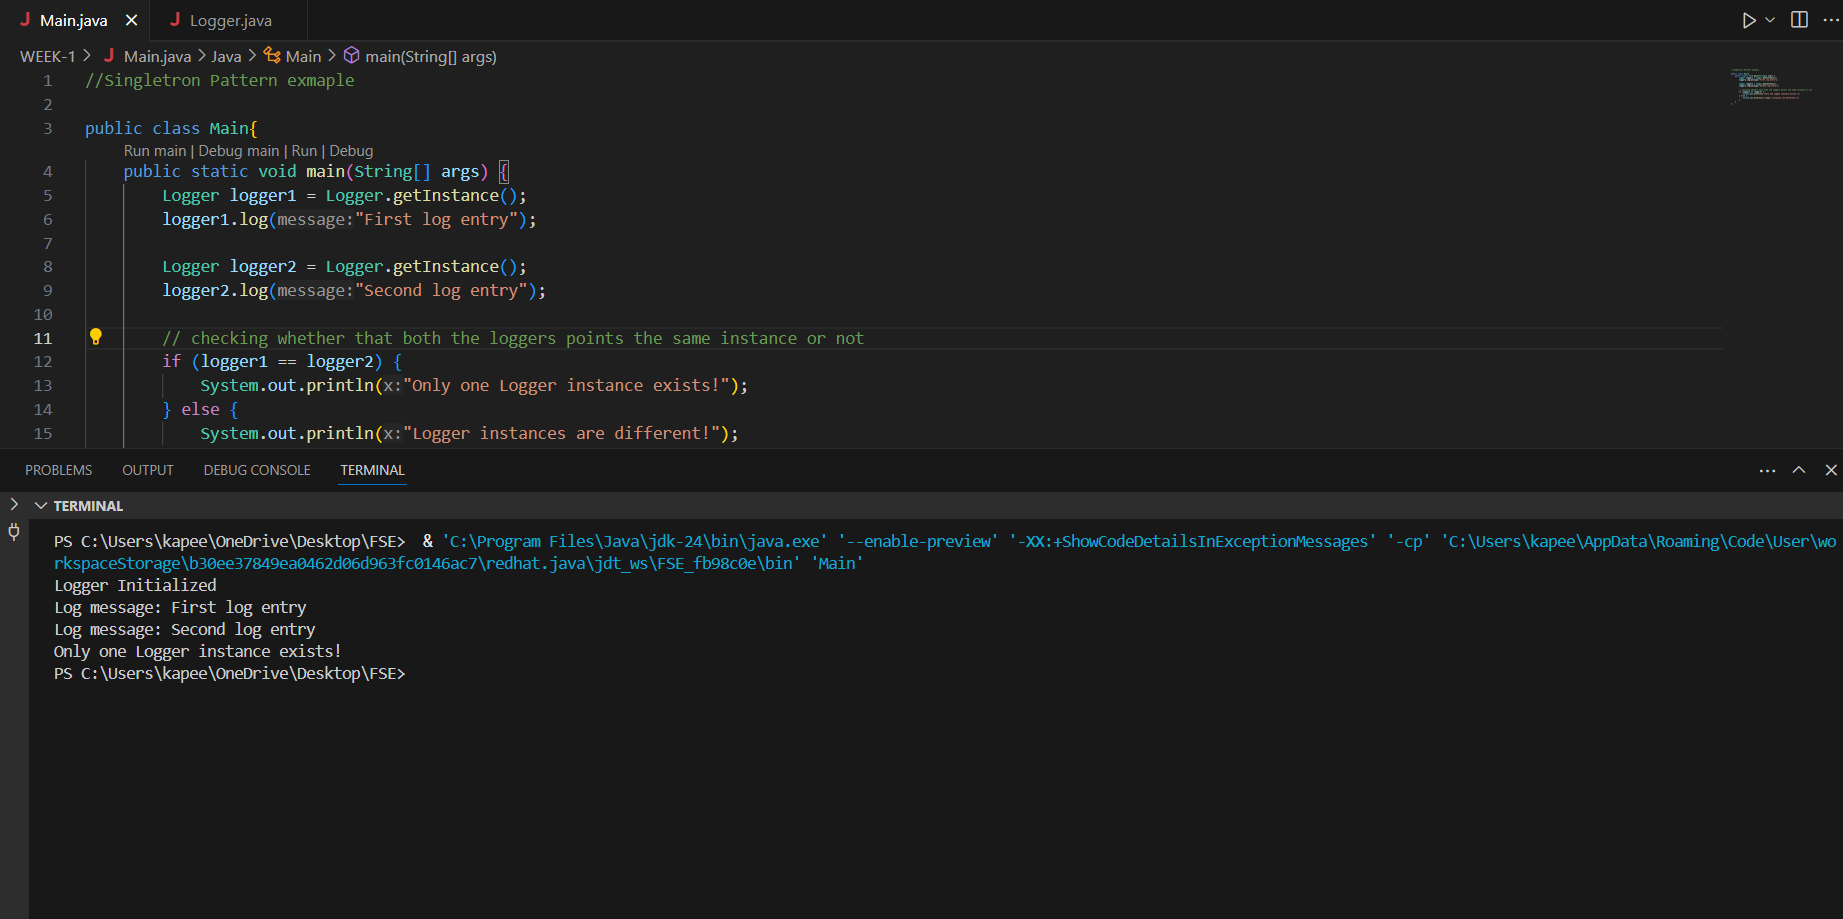 J Main.java
J Logger.java
WEEK-1 > J Main.java > Java > Main > main(String[] args)
1 //Singletron Pattern exmaple
2
3 public class Main{
Run main | Debug main | Run | Debug
4 public static void main(String[] args) {
5 Logger logger1 = Logger.getInstance();
6 logger1.log(message:"First log entry");
7
8 Logger logger2 = Logger.getInstance();
9 logger2.log(message:"Second log entry");
10
11 // checking whether that both the loggers points the same instance or not
12 if (logger1 == logger2) {
13 System.out.println(x:"Only one Logger instance exists!");
14 } else {
15 System.out.println(x:"Logger instances are different!");
PROBLEMS OUTPUT DEBUG CONSOLE TERMINAL
TERMINAL
PS C:\Users\kapee\OneDrive\Desktop\FSE> & 'C:\Program Files\Java\jdk-24\bin\java.exe' '--enable-preview' '-XX:+ShowCodeDetailsInExceptionMessages' '-cp' 'C:\Users\kapee\AppData\Roaming\Code\User\wo
rkspaceStorage\b30ee37849ea0462d06d963fc0146ac7\redhat.java\jdt_ws\FSE_fb98c0e\bin' 'Main'
Logger Initialized
Log message: First log entry
Log message: Second log entry
Only one Logger instance exists!
PS C:\Users\kapee\OneDrive\Desktop\FSE>